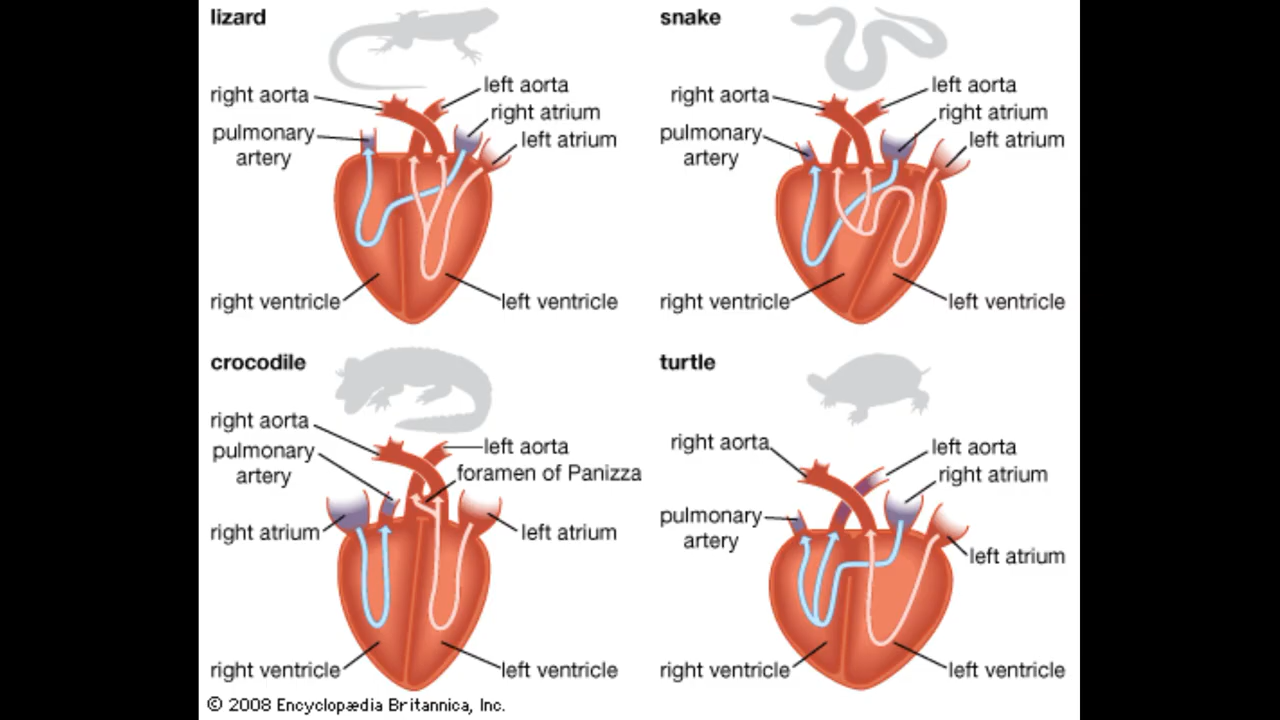 lizard
right aorta
left aorta
right atrium
pulmonary
artery
left atrium
right ventricle
left ventricle
snake
right aorta
left aorta
right atrium
pulmonary
artery
left atrium
right ventricle
left ventricle
crocodile
right aorta
pulmonary
artery
left aorta
foramen of Panizza
right atrium
left atrium
right ventricle
left ventricle
turtle
right aorta
left aorta
right atrium
pulmonary
artery
left atrium
right ventricle
left ventricle
© 2008 Encyclopædia Britannica, Inc.